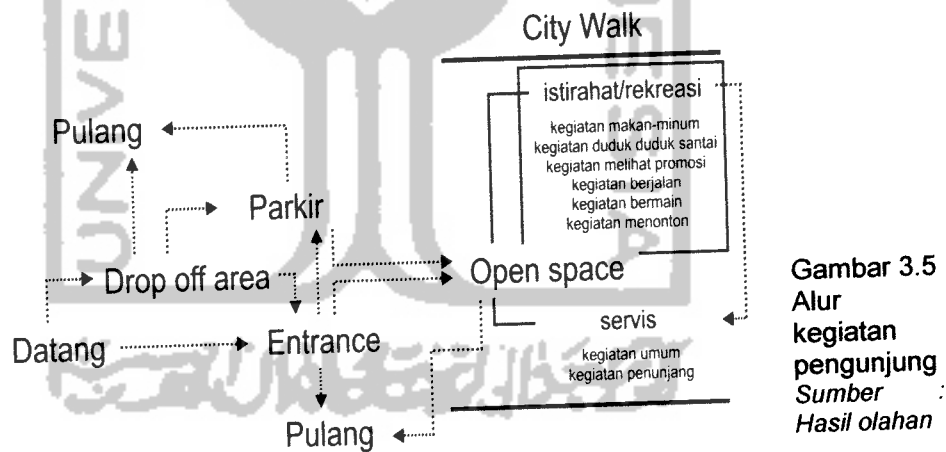 City Walk
istirahat/rekreasi
kegiatan makan-minum
kegiatan duduk duduk santai
kegiatan melihat promosi
kegiatan berjalan
kegiatan bermain
kegiatan menonton
Pulang
Parkir
Drop off area
Open space
Datang
Entrance
servis
kegiatan umum
kegiatan penunjang
Pulang
Gambar 3.5
Alur
kegiatan
pengunjung
Sumber :
Hasil olahan